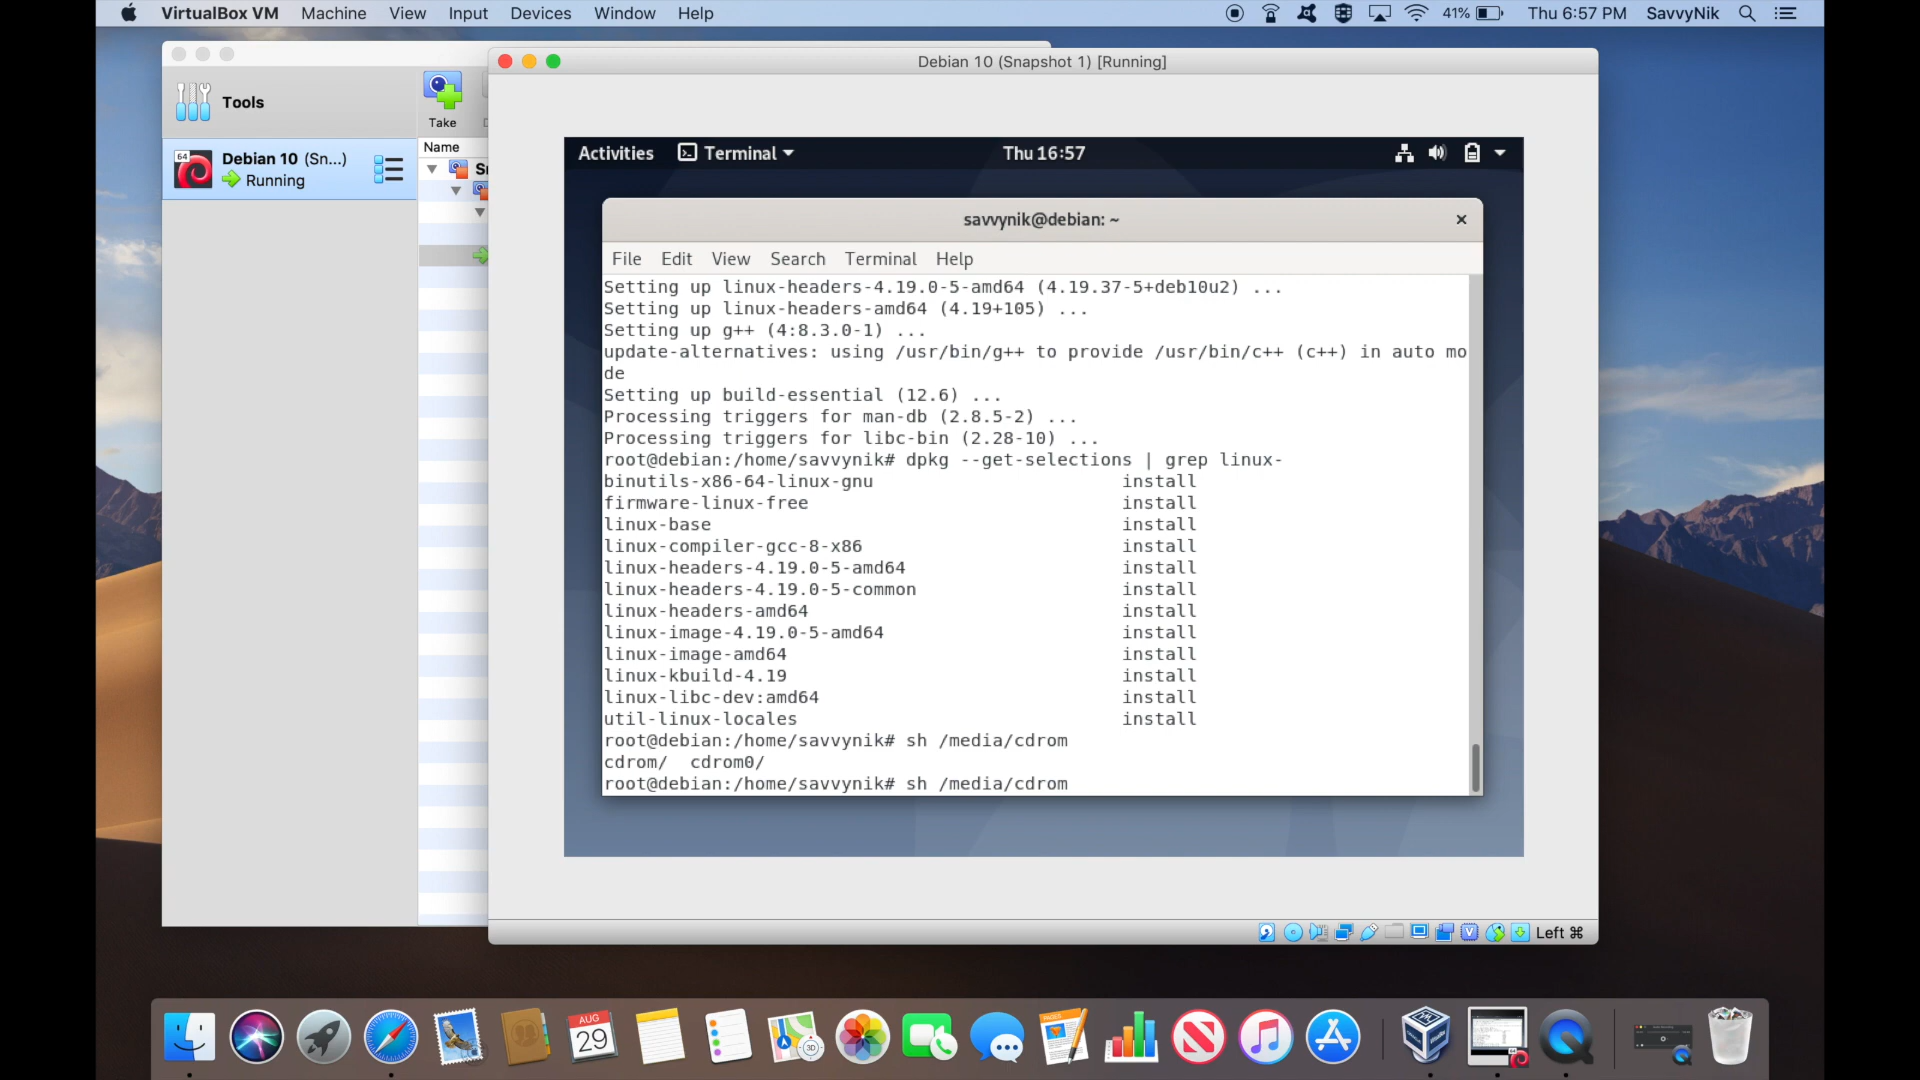 VirtualBox VM Machine View Input Devices Window Help 41% Thu 6:57 PM SavvyNik
Debian 10 (Snapshot 1) [Running]
Tools
Take
64 Debian 10 (Sn...)
Running
Name
Activities Terminal Thu 16:57
savvynik@debian: ~
File Edit View Search Terminal Help
Setting up linux-headers-4.19.0-5-amd64 (4.19.37-5+deb10u2) ...
Setting up linux-headers-amd64 (4.19+105) ...
Setting up g++ (4:8.3.0-1) ...
update-alternatives: using /usr/bin/g++ to provide /usr/bin/c++ (c++) in auto mo
de
Setting up build-essential (12.6) ...
Processing triggers for man-db (2.8.5-2) ...
Processing triggers for libc-bin (2.28-10) ...
root@debian:/home/savvynik# dpkg --get-selections | grep linux-
binutils-x86-64-linux-gnu install
firmware-linux-free install
linux-base install
linux-compiler-gcc-8-x86 install
linux-headers-4.19.0-5-amd64 install
linux-headers-4.19.0-5-common install
linux-headers-amd64 install
linux-image-4.19.0-5-amd64 install
linux-image-amd64 install
linux-kbuild-4.19 install
linux-libc-dev:amd64 install
util-linux-locales install
root@debian:/home/savvynik# sh /media/cdrom
cdrom/ cdrom0/
root@debian:/home/savvynik# sh /media/cdrom
Left ⌘
AUG
29
PAGES
3D